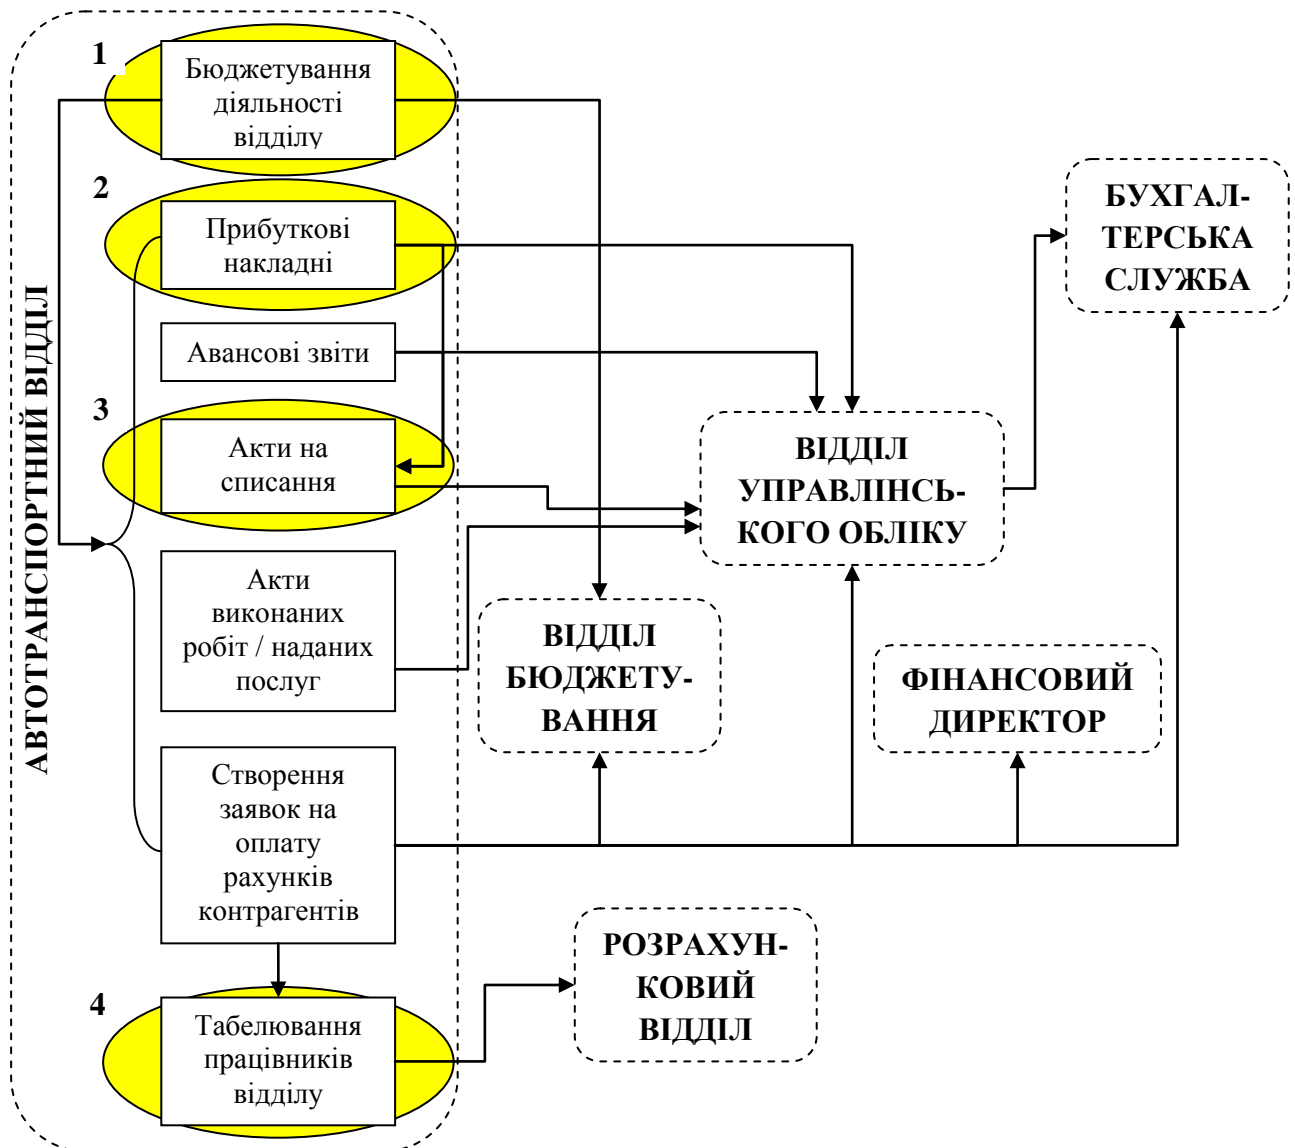 АВТОТРАНСПОРТНИЙ ВІДДІЛ
1
Бюджетування
діяльності
відділу
2
Прибуткові
накладні
Авансові звіти
3
Акти на
списання
Акти
виконаних
робіт / наданих
послуг
Створення
заявок на
оплату
рахунків
контрагентів
4
Табелювання
працівників
відділу
БУХГАЛ-
ТЕРСЬКА
СЛУЖБА
ВІДДІЛ
УПРАВЛІНСЬ-
КОГО ОБЛІКУ
ВІДДІЛ
БЮДЖЕТУ-
ВАННЯ
ФІНАНСОВИЙ
ДИРЕКТОР
РОЗРАХУН-
КОВИЙ
ВІДДІЛ